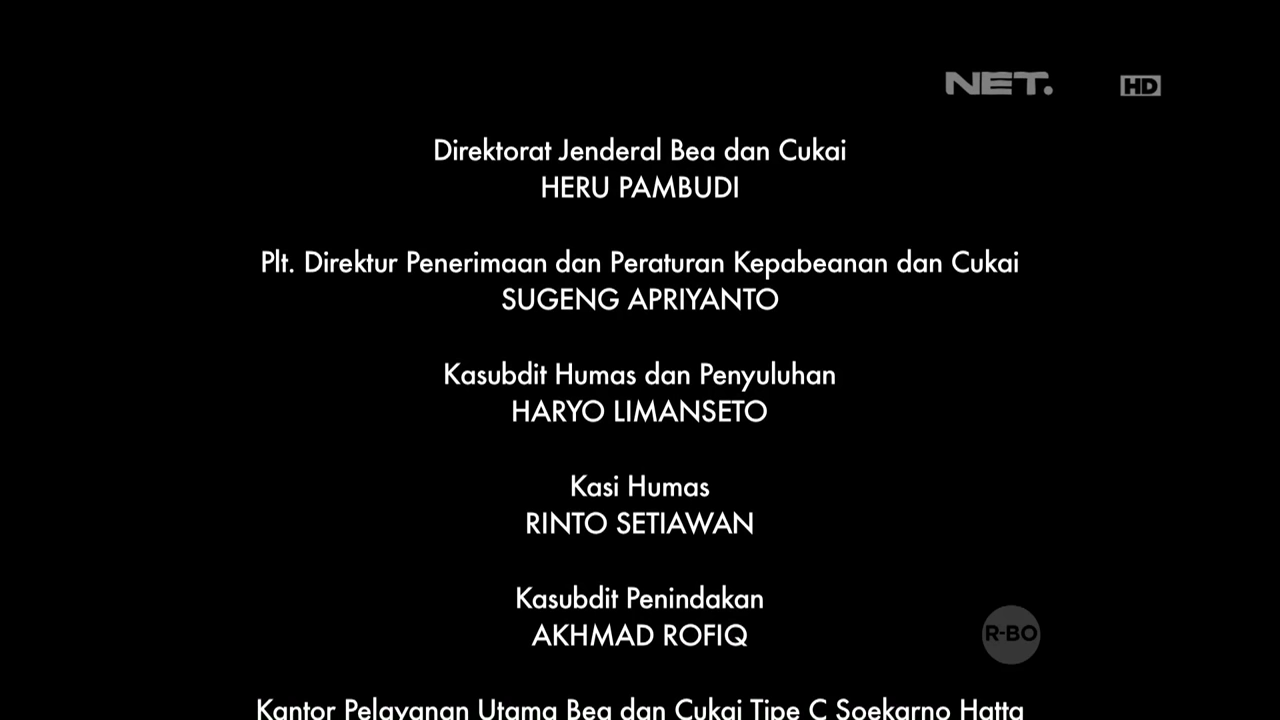 NET. HD
Direktorat Jenderal Bea dan Cukai
HERU PAMBUDI
Plt. Direktur Penerimaan dan Peraturan Kepabeanan dan Cukai
SUGENG APRIYANTO
Kasubdit Humas dan Penyuluhan
HARYO LIMANSETO
Kasi Humas
RINTO SETIAWAN
Kasubdit Penindakan
AKHMAD ROFIQ
R-BO
Kantor Pelayanan Utama Bea dan Cukai Tipe C Soekarno Hatta